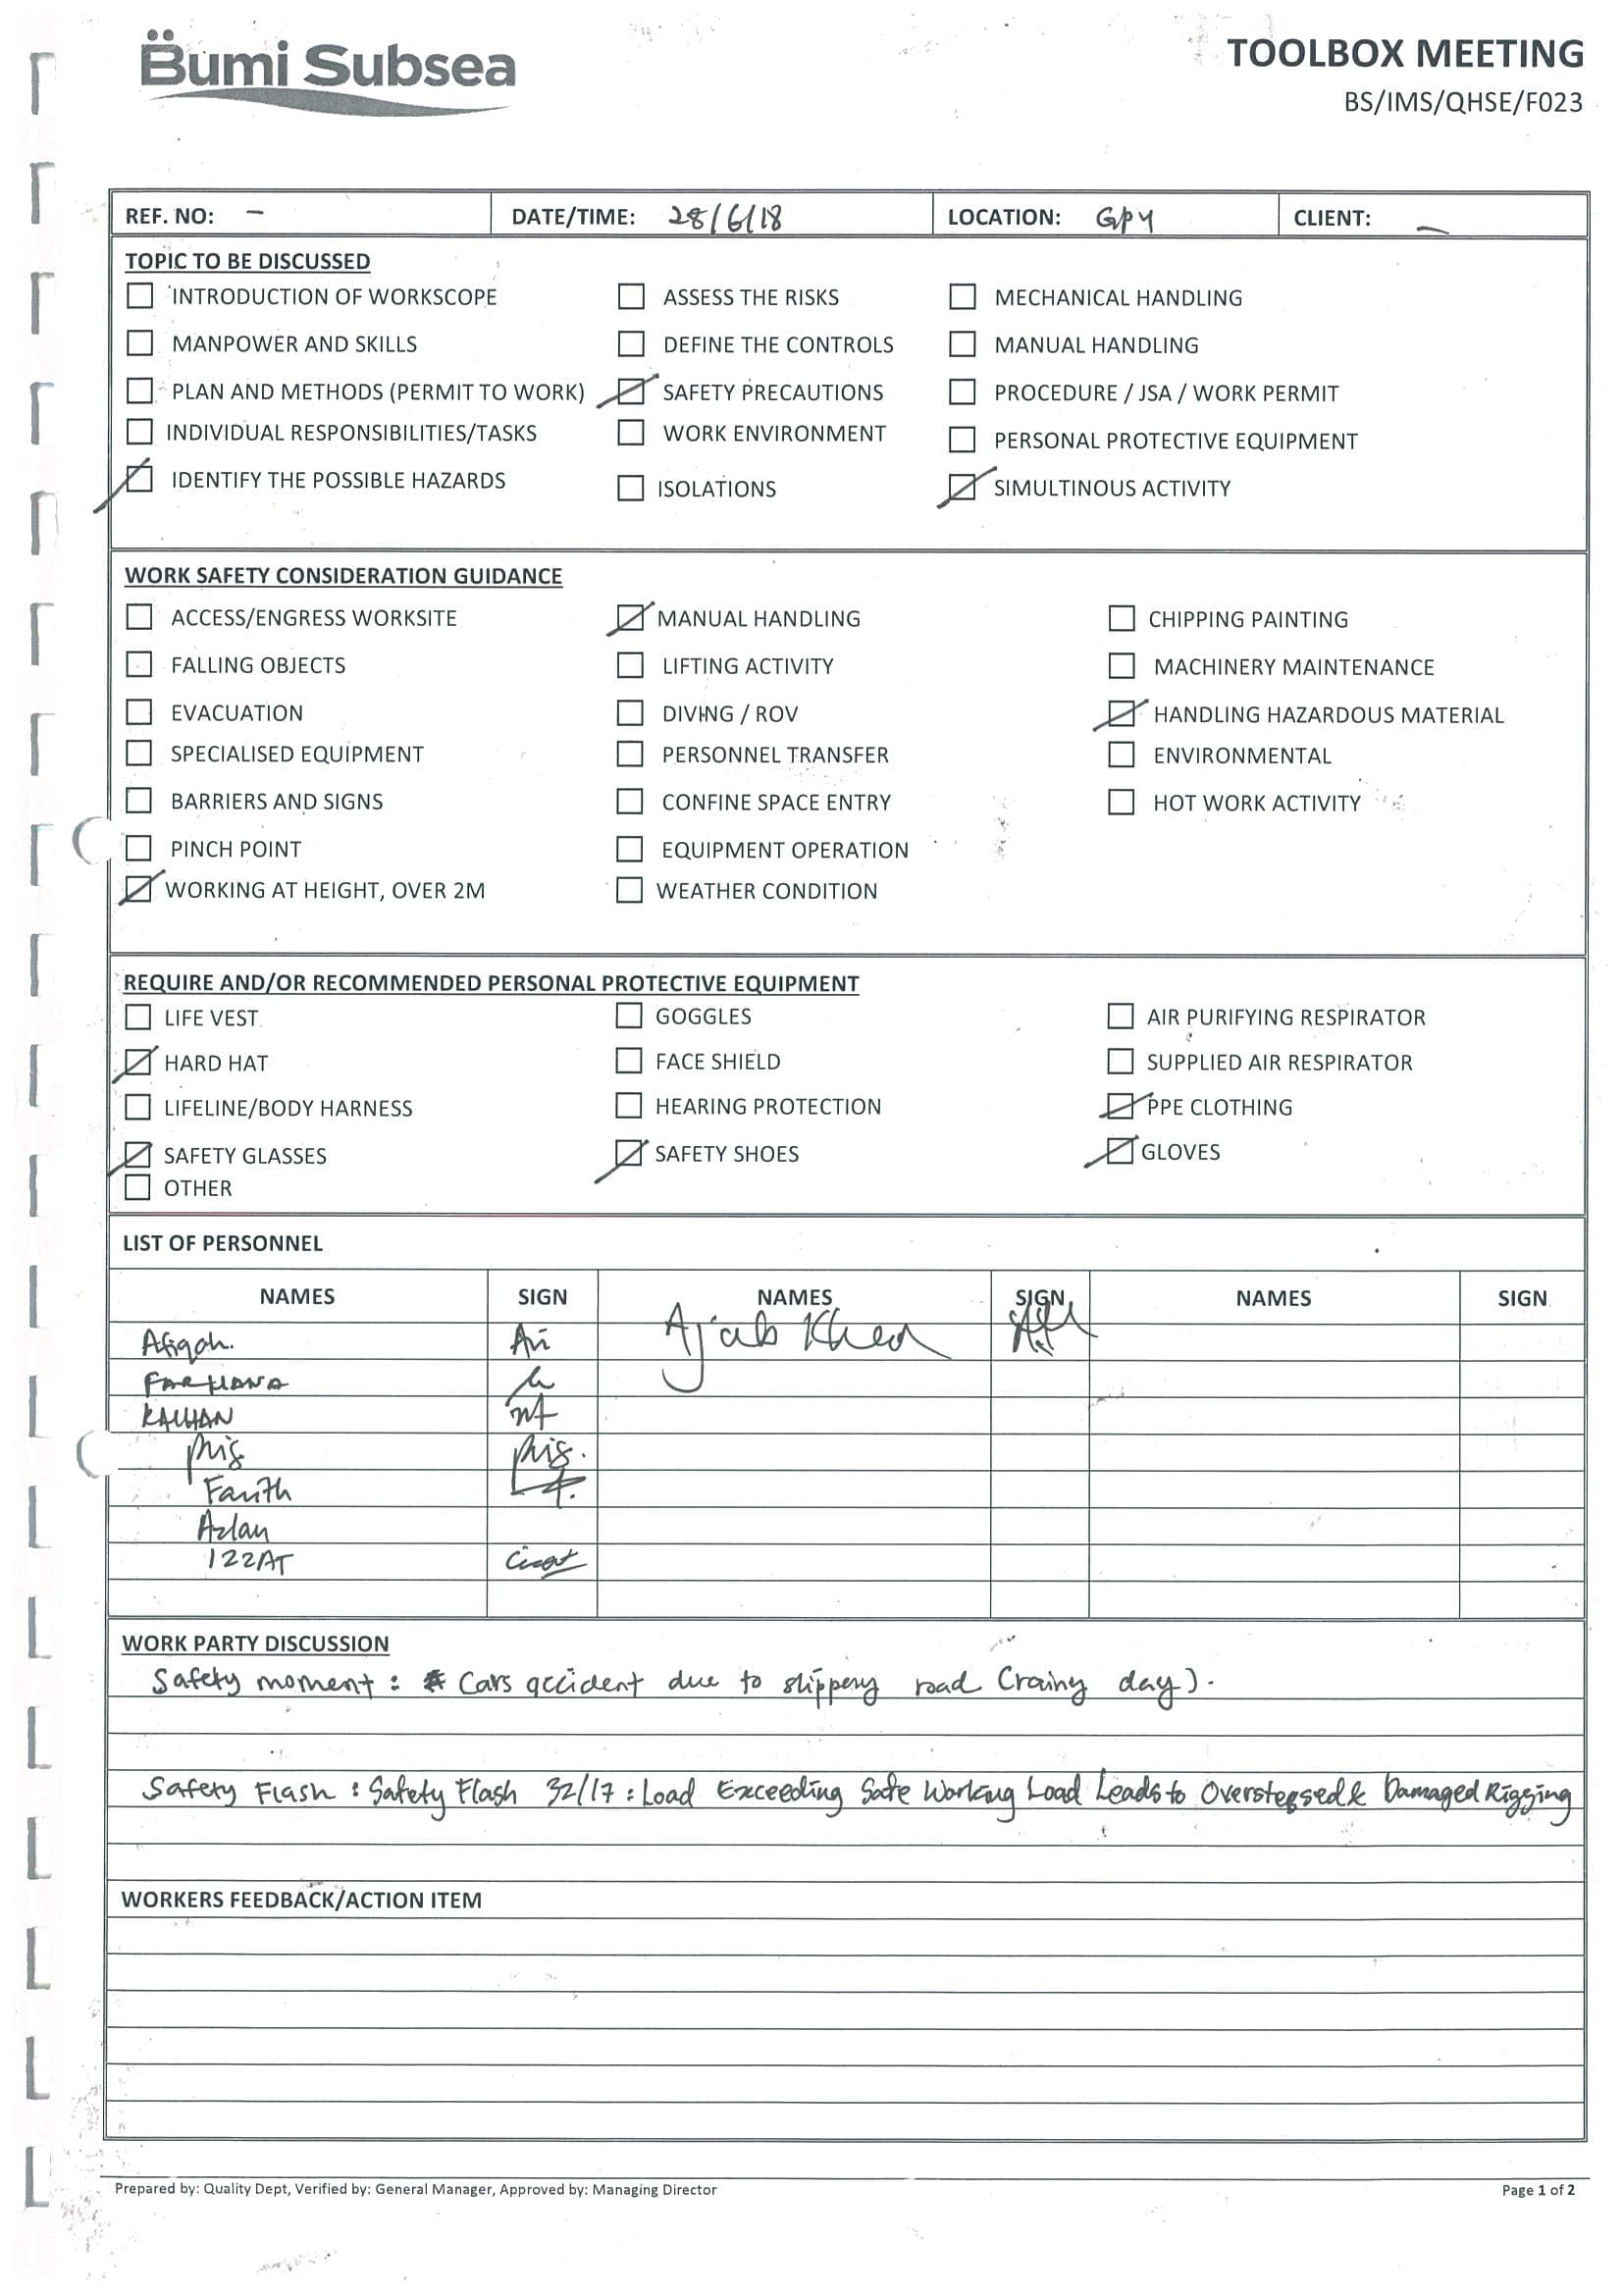 Bumi Subsea
TOOLBOX MEETING
BS/IMS/QHSE/F023
REF. NO: - DATE/TIME: 28/6/18 LOCATION: GPY CLIENT: -
TOPIC TO BE DISCUSSED
INTRODUCTION OF WORKSCOPE ASSESS THE RISKS MECHANICAL HANDLING
MANPOWER AND SKILLS DEFINE THE CONTROLS MANUAL HANDLING
PLAN AND METHODS (PERMIT TO WORK) SAFETY PRECAUTIONS PROCEDURE / JSA / WORK PERMIT
INDIVIDUAL RESPONSIBILITIES/TASKS WORK ENVIRONMENT PERSONAL PROTECTIVE EQUIPMENT
IDENTIFY THE POSSIBLE HAZARDS ISOLATIONS SIMULTINOUS ACTIVITY
WORK SAFETY CONSIDERATION GUIDANCE
ACCESS/ENGRESS WORKSITE MANUAL HANDLING CHIPPING PAINTING
FALLING OBJECTS LIFTING ACTIVITY MACHINERY MAINTENANCE
EVACUATION DIVING / ROV HANDLING HAZARDOUS MATERIAL
SPECIALISED EQUIPMENT PERSONNEL TRANSFER ENVIRONMENTAL
BARRIERS AND SIGNS CONFINE SPACE ENTRY HOT WORK ACTIVITY
PINCH POINT EQUIPMENT OPERATION
WORKING AT HEIGHT, OVER 2M WEATHER CONDITION
REQUIRE AND/OR RECOMMENDED PERSONAL PROTECTIVE EQUIPMENT
LIFE VEST GOGGLES AIR PURIFYING RESPIRATOR
HARD HAT FACE SHIELD SUPPLIED AIR RESPIRATOR
LIFELINE/BODY HARNESS HEARING PROTECTION PPE CLOTHING
SAFETY GLASSES SAFETY SHOES GLOVES
OTHER
LIST OF PERSONNEL
NAMES SIGN NAMES SIGN NAMES SIGN
Afiqah. Ajab Khan
FARHANA
Farith
Azlan
IZZAT
WORK PARTY DISCUSSION
Safety moment : Cars accident due to slippery road (rainy day).
Safety Flash : Safety Flash 32/17 : Load Exceeding Safe Working Load Leads to & Damaged Rigging
WORKERS FEEDBACK/ACTION ITEM
Prepared by: Quality Dept, Verified by: General Manager, Approved by: Managing Director
Page 1 of 2